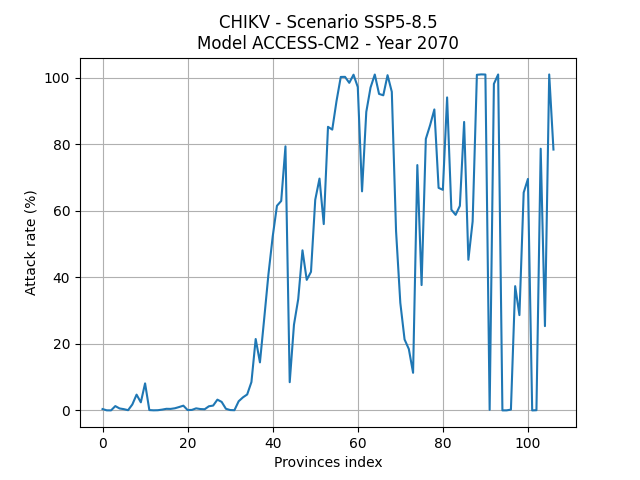 CHIKV - Scenario SSP5-8.5
Model ACCESS-CM2 - Year 2070
100
80
60
40
20
0
Attack rate (%)
0 20 40 60 80 100
Provinces index